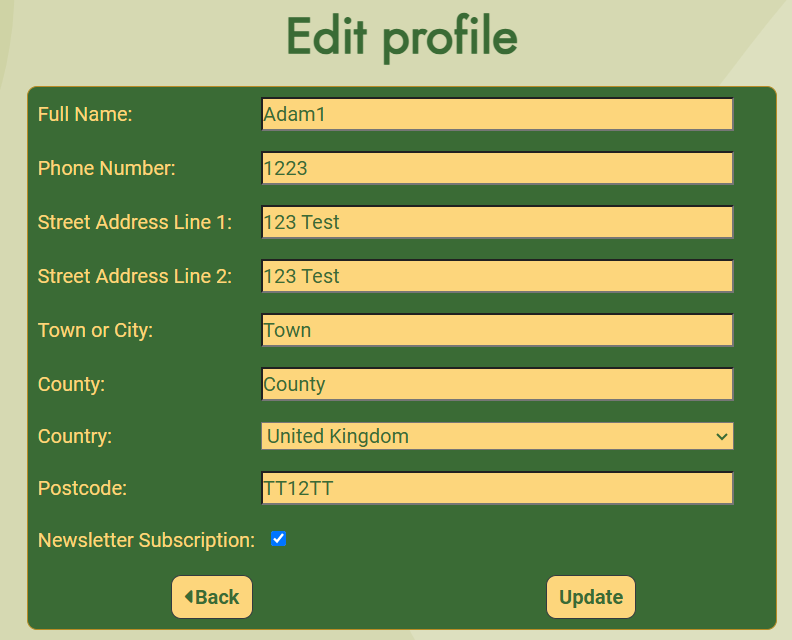 Edit profile
Full Name: Adam1
Phone Number: 1223
Street Address Line 1: 123 Test
Street Address Line 2: 123 Test
Town or City: Town
County: County
Country: United Kingdom
Postcode: TT12TT
Newsletter Subscription:
Back Update